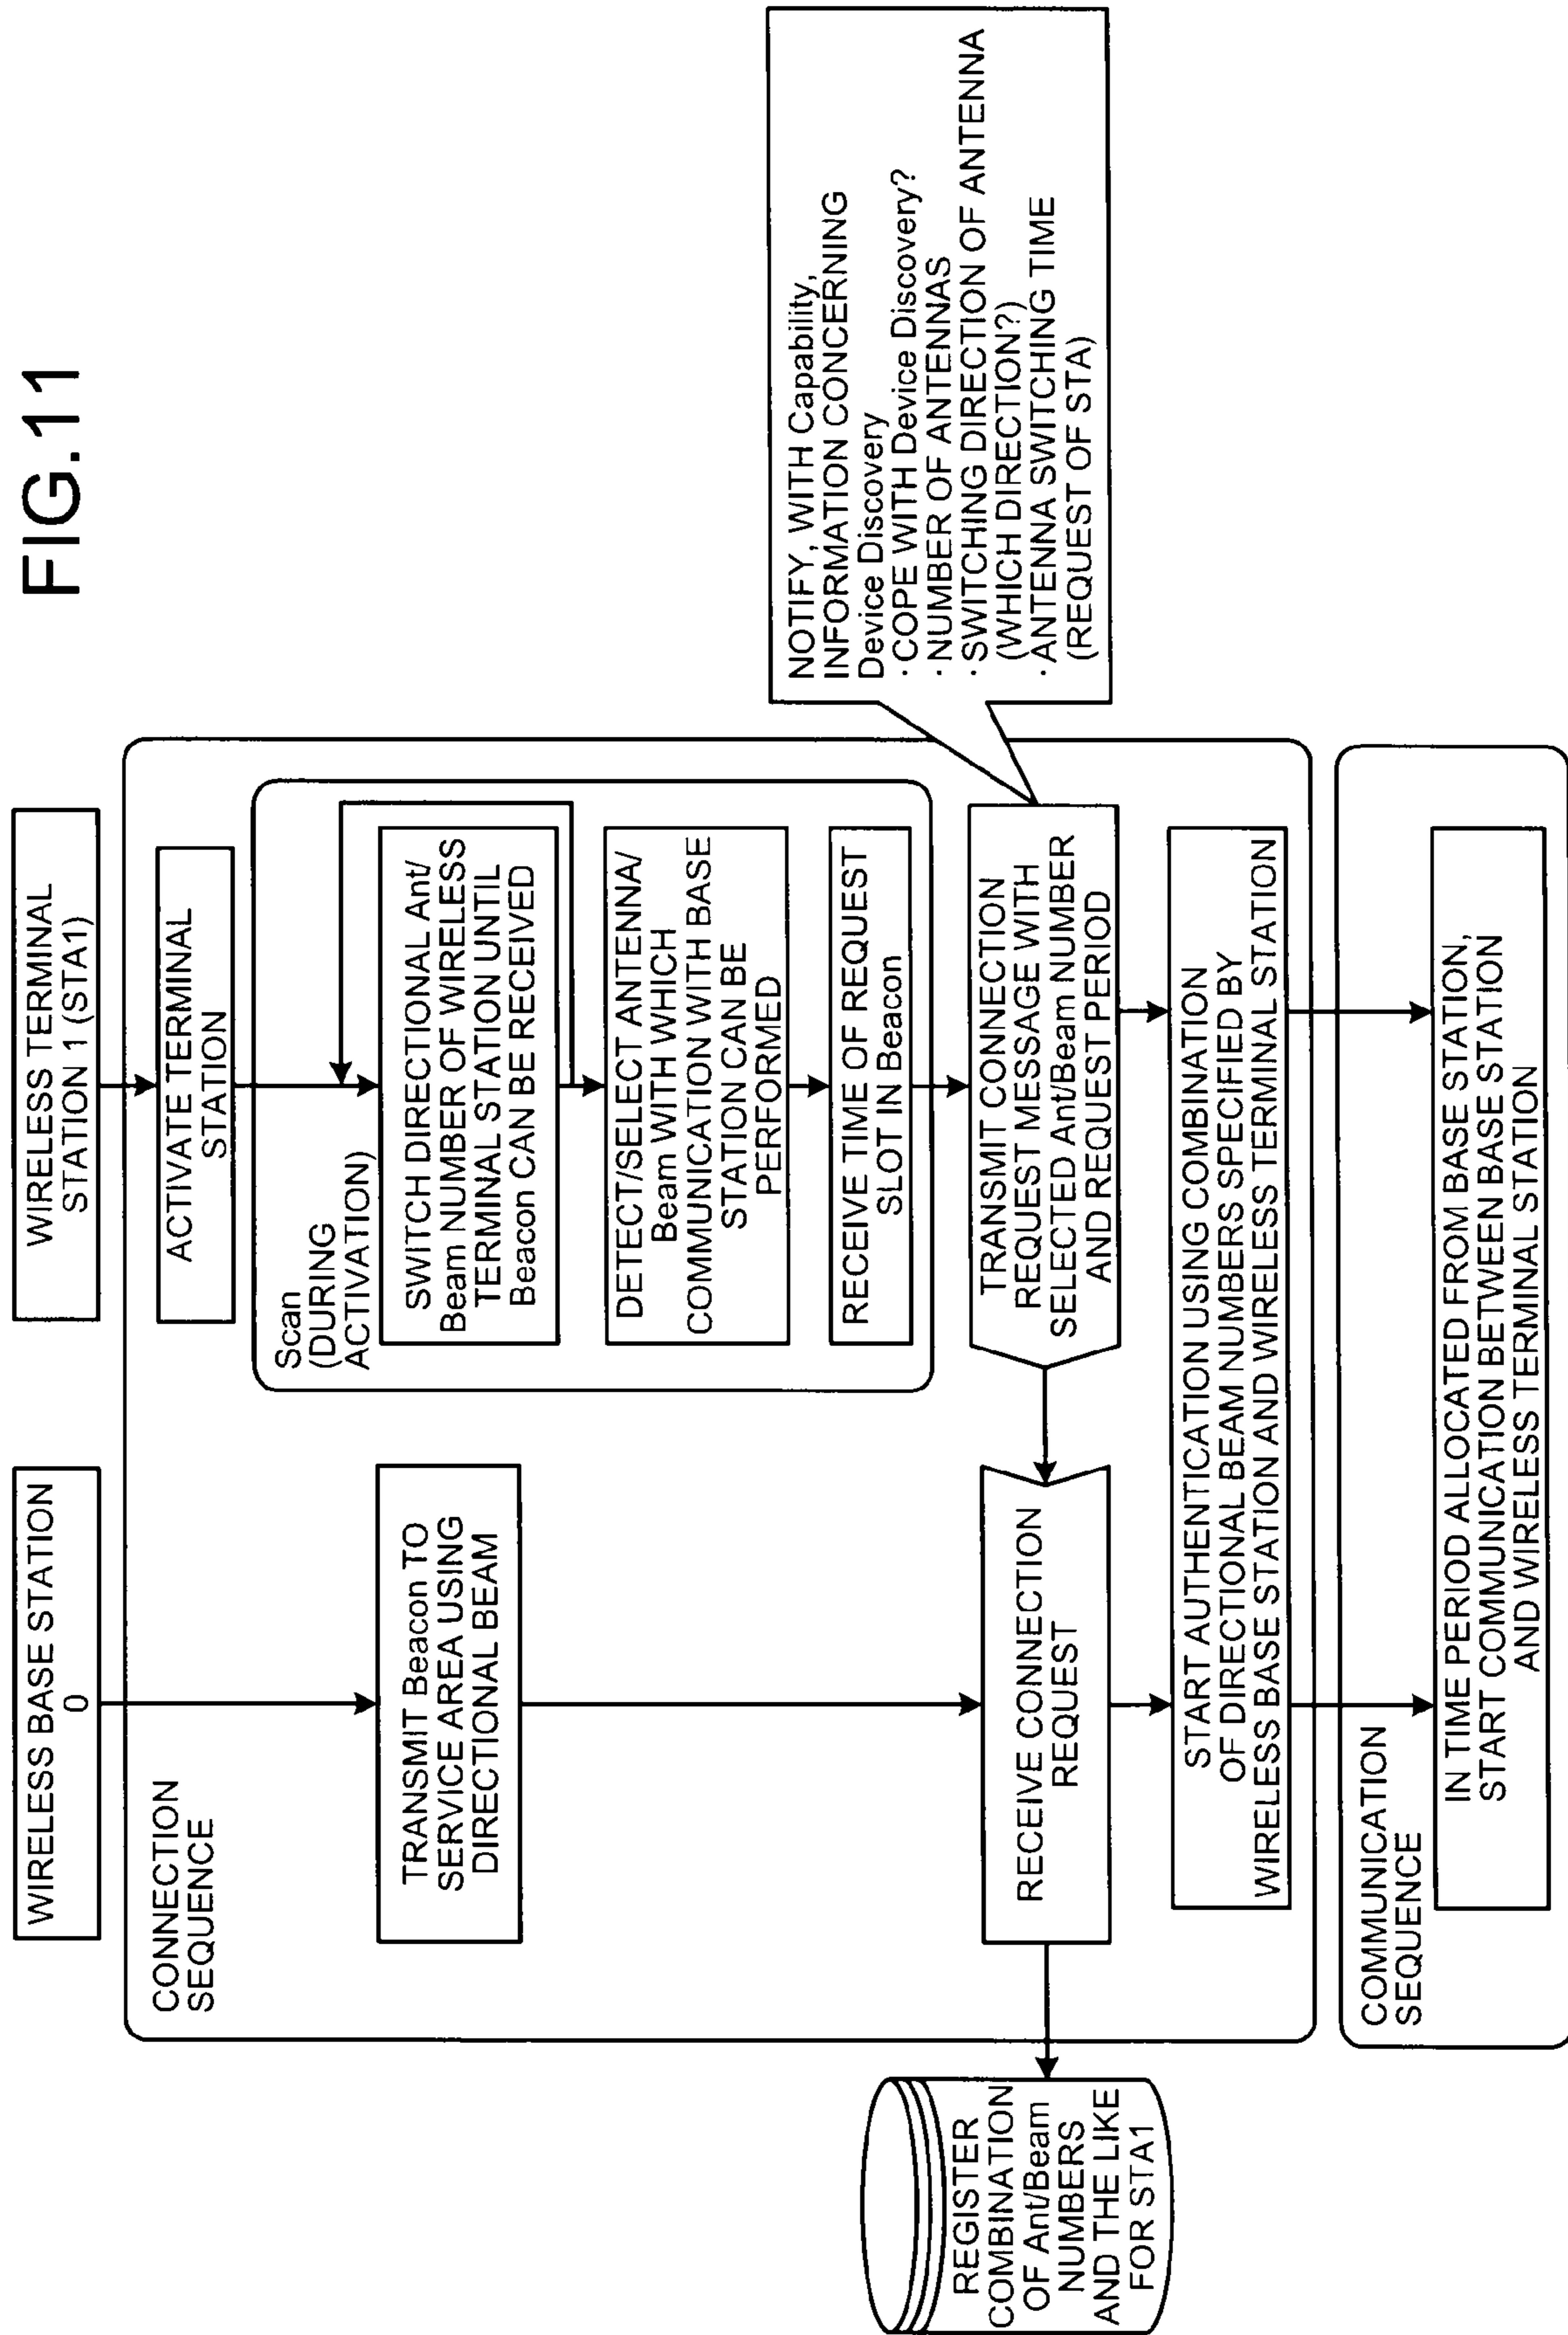 FIG.11
WIRELESS BASE STATION
0
WIRELESS TERMINAL
STATION 1 (STA1)
CONNECTION
SEQUENCE
ACTIVATE TERMINAL
STATION
Scan
(DURING
ACTIVATION)
TRANSMIT Beacon TO
SERVICE AREA USING
DIRECTIONAL BEAM
SWITCH DIRECTIONAL Ant/
Beam NUMBER OF WIRELESS
TERMINAL STATION UNTIL
Beacon CAN BE RECEIVED
DETECT/SELECT ANTENNA/
Beam WITH WHICH
COMMUNICATION WITH BASE
STATION CAN BE
PERFORMED
RECEIVE TIME OF REQUEST
SLOT IN Beacon
NOTIFY, WITH Capability,
INFORMATION CONCERNING
Device Discovery
· COPE WITH Device Discovery?
· NUMBER OF ANTENNAS
· SWITCHING DIRECTION OF ANTENNA
(WHICH DIRECTION?)
· ANTENNA SWITCHING TIME
(REQUEST OF STA)
REGISTER
COMBINATION
OF Ant/Beam
NUMBERS
AND THE LIKE
FOR STA1
RECEIVE CONNECTION
REQUEST
TRANSMIT CONNECTION
REQUEST MESSAGE WITH
SELECTED Ant/Beam NUMBER
AND REQUEST PERIOD
START AUTHENTICATION USING COMBINATION
OF DIRECTIONAL BEAM NUMBERS SPECIFIED BY
WIRELESS BASE STATION AND WIRELESS TERMINAL STATION
COMMUNICATION
SEQUENCE
IN TIME PERIOD ALLOCATED FROM BASE STATION,
START COMMUNICATION BETWEEN BASE STATION
AND WIRELESS TERMINAL STATION